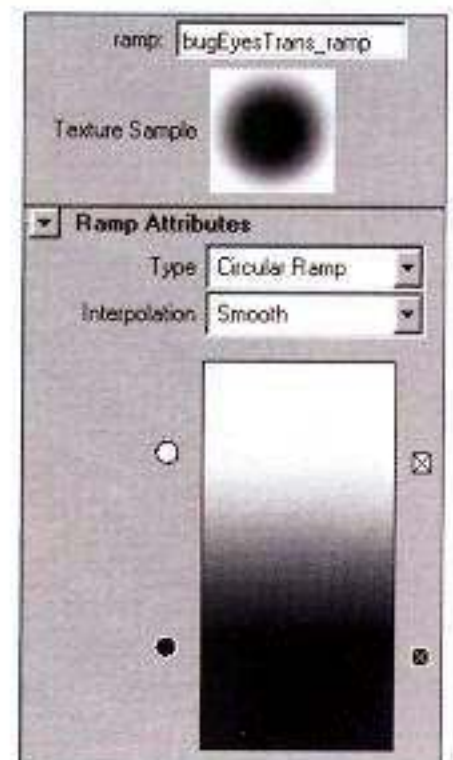 ramp: bugEyesTrans_ramp
Texture Sample
Ramp Attributes
Type Circular Ramp
Interpolation Smooth